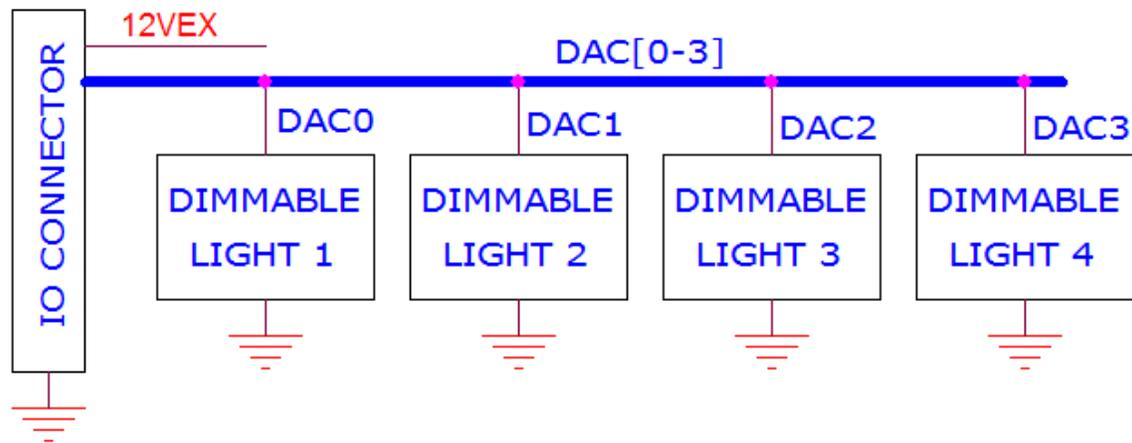 12VEX
IO CONNECTOR
DAC[0-3]
DAC0
DAC1
DAC2
DAC3
DIMMABLE
LIGHT 1
DIMMABLE
LIGHT 2
DIMMABLE
LIGHT 3
DIMMABLE
LIGHT 4